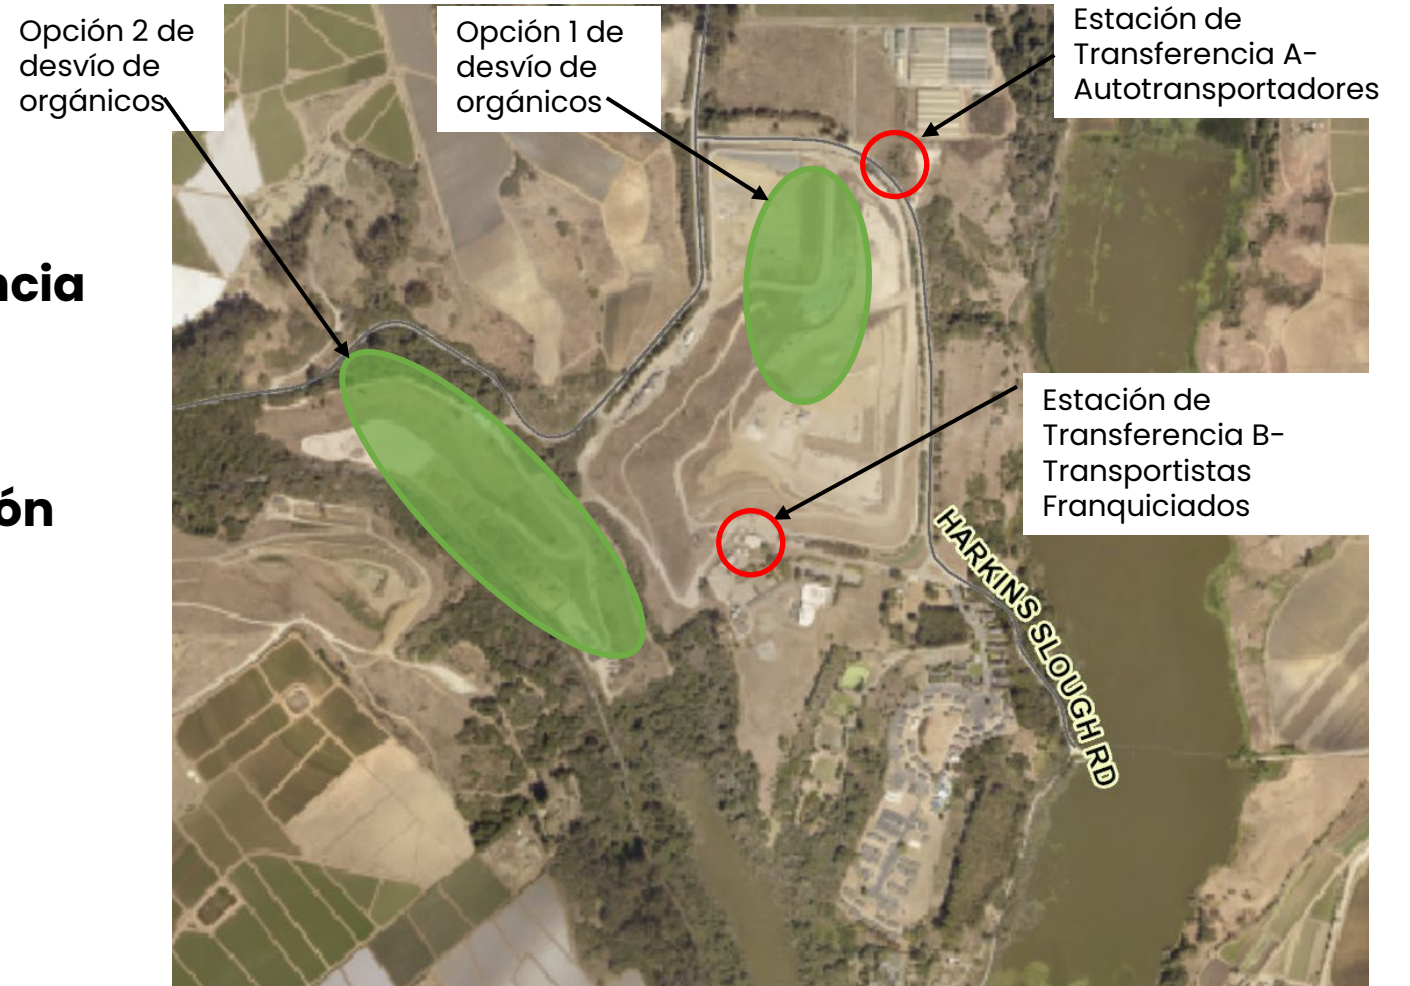 Opción 2 de
desvío de
orgánicos
Opción 1 de
desvío de
orgánicos
Estación de
Transferencia A-
Autotransportadores
ncia
ón
Estación de
Transferencia B-
Transportistas
Franquiciados
HARKINS SLOUGH RD